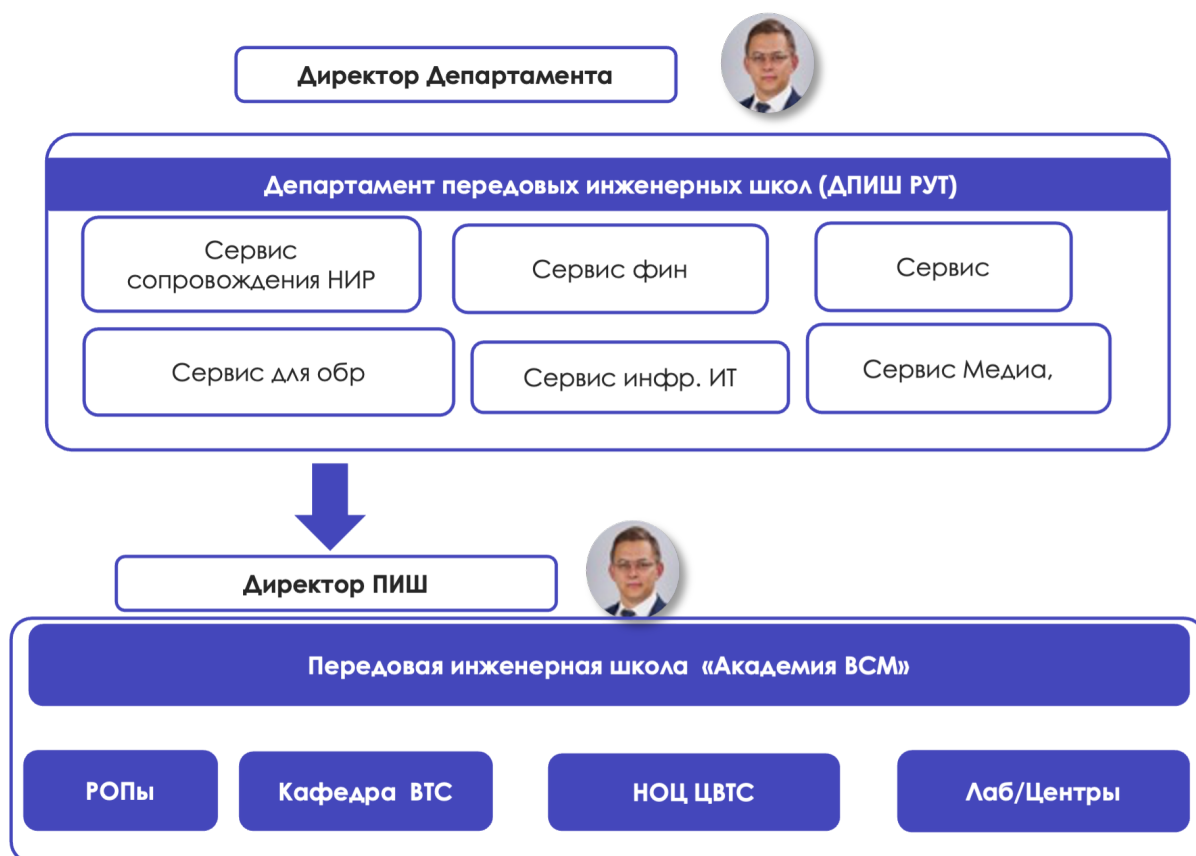 Директор Департамента
Департамент передовых инженерных школ (ДПИШ РУТ)
Сервис
сопровождения НИР
Сервис фин
Сервис
Сервис для обр
Сервис инфр. ИТ
Сервис Медиа,
Директор ПИШ
Передовая инженерная школа «Академия ВСМ»
РОПы
Кафедра ВТС
НОЦ ЦВТС
Лаб/Центры